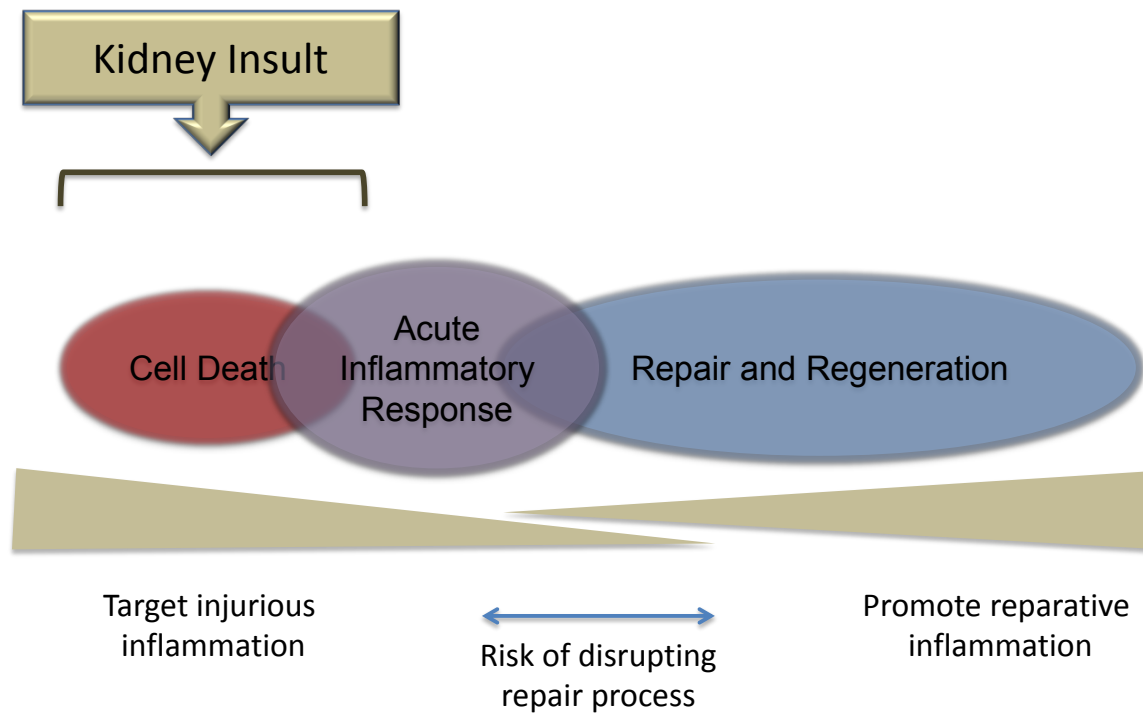 Kidney Insult
Cell Death
Acute
Inflammatory
Response
Repair and Regeneration
Target injurious
inflammation
Risk of disrupting
repair process
Promote reparative
inflammation